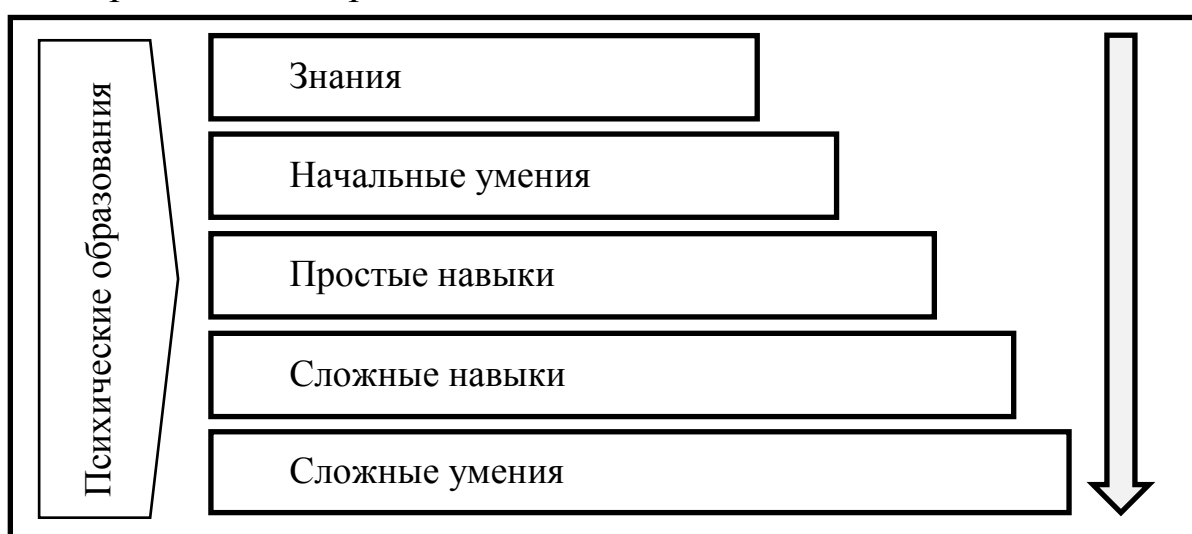 Психические образования
Знания
Начальные умения
Простые навыки
Сложные навыки
Сложные умения